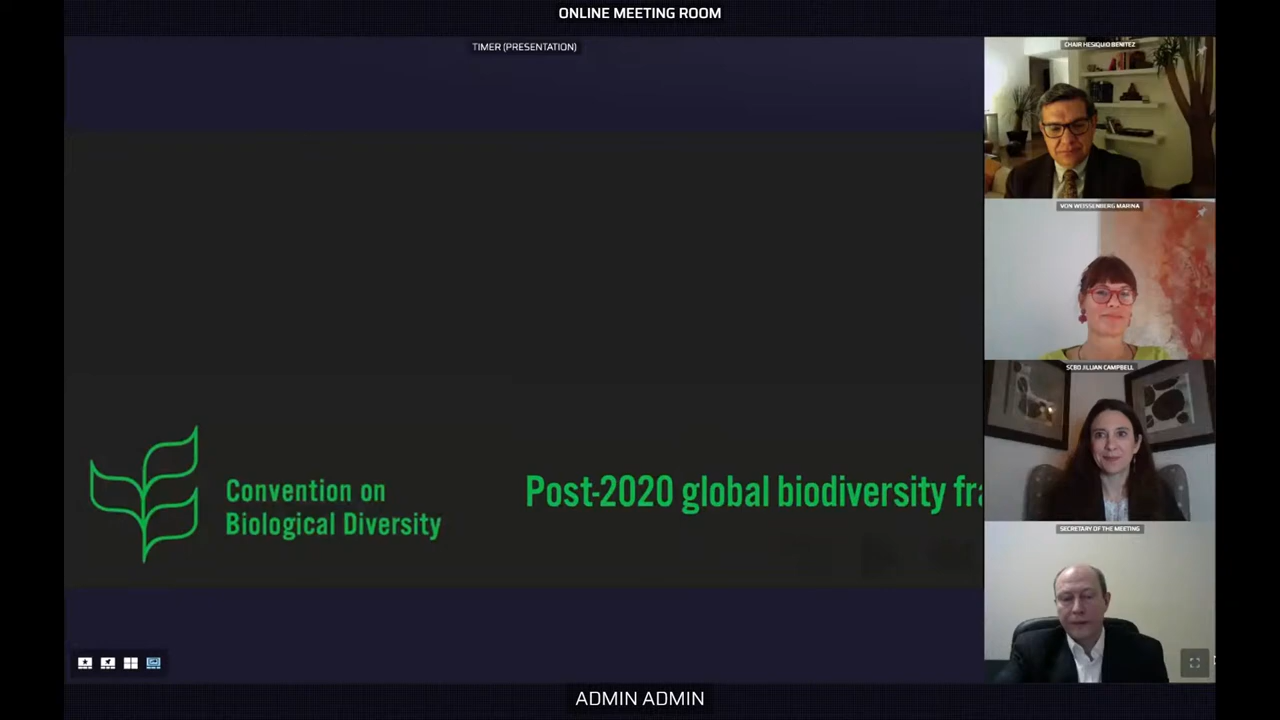 ONLINE MEETING ROOM
TIMER (PRESENTATION)
CHAIR HESIQUIO BENITEZ
VON WEISSENBERG MARINA
SCBD JILLIAN CAMPBELL
SECRETARY OF THE MEETING
Convention on
Biological Diversity
Post-2020 global biodiversity fra
ADMIN ADMIN